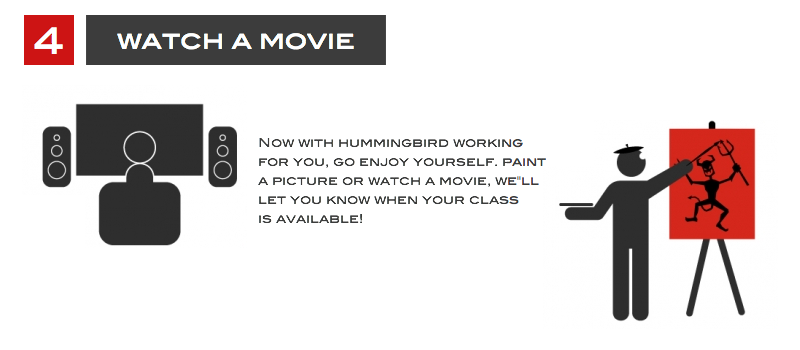 4 WATCH A MOVIE
NOW WITH HUMMINGBIRD WORKING
FOR YOU, GO ENJOY YOURSELF. PAINT
A PICTURE OR WATCH A MOVIE, WE"LL
LET YOU KNOW WHEN YOUR CLASS
IS AVAILABLE!